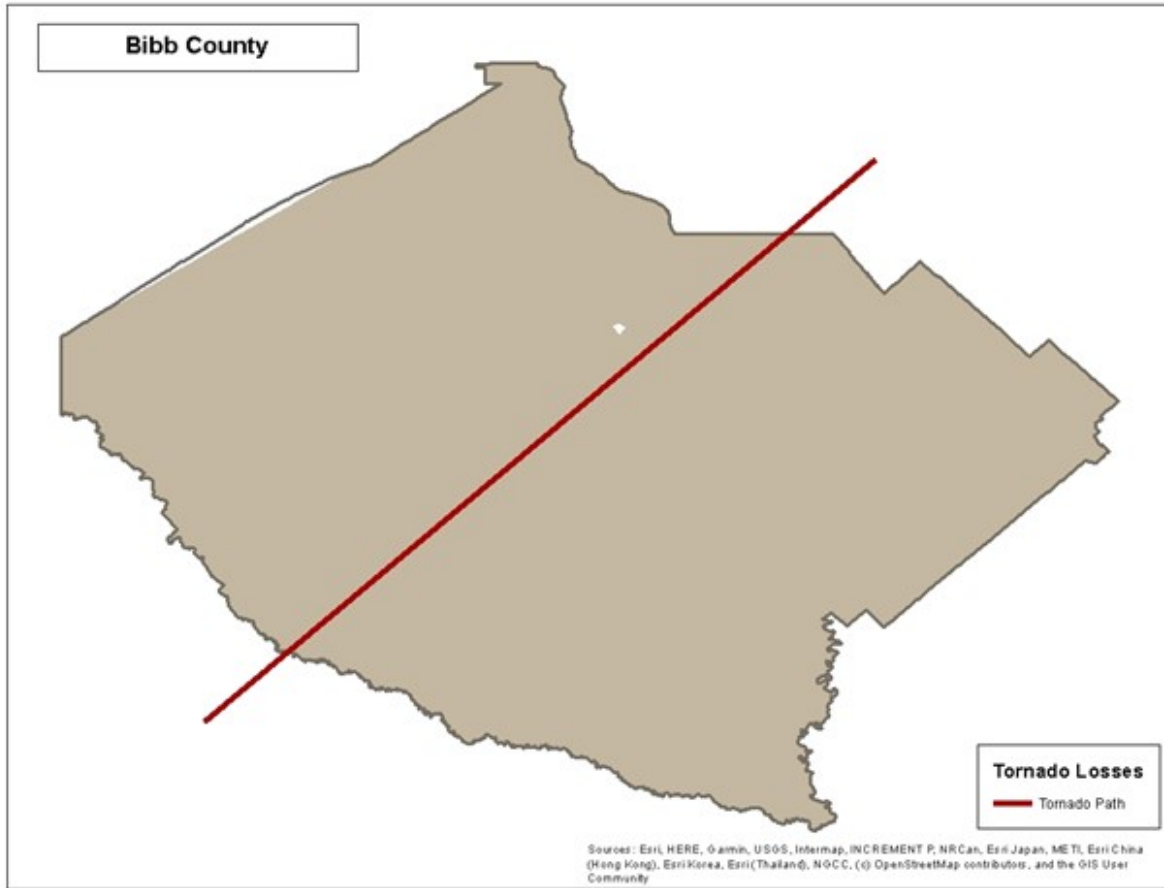 Bibb County
Tornado Losses
Tornado Path
Sources: Esri, HERE, Garmin, USGS, Intermap, INCREMENT P, NRCan, Esri Japan, METI, Esri China
(Hong Kong), Esri Korea, Esri (Thailand), NGCC, (c) OpenStreetMap contributors, and the GIS User
Community